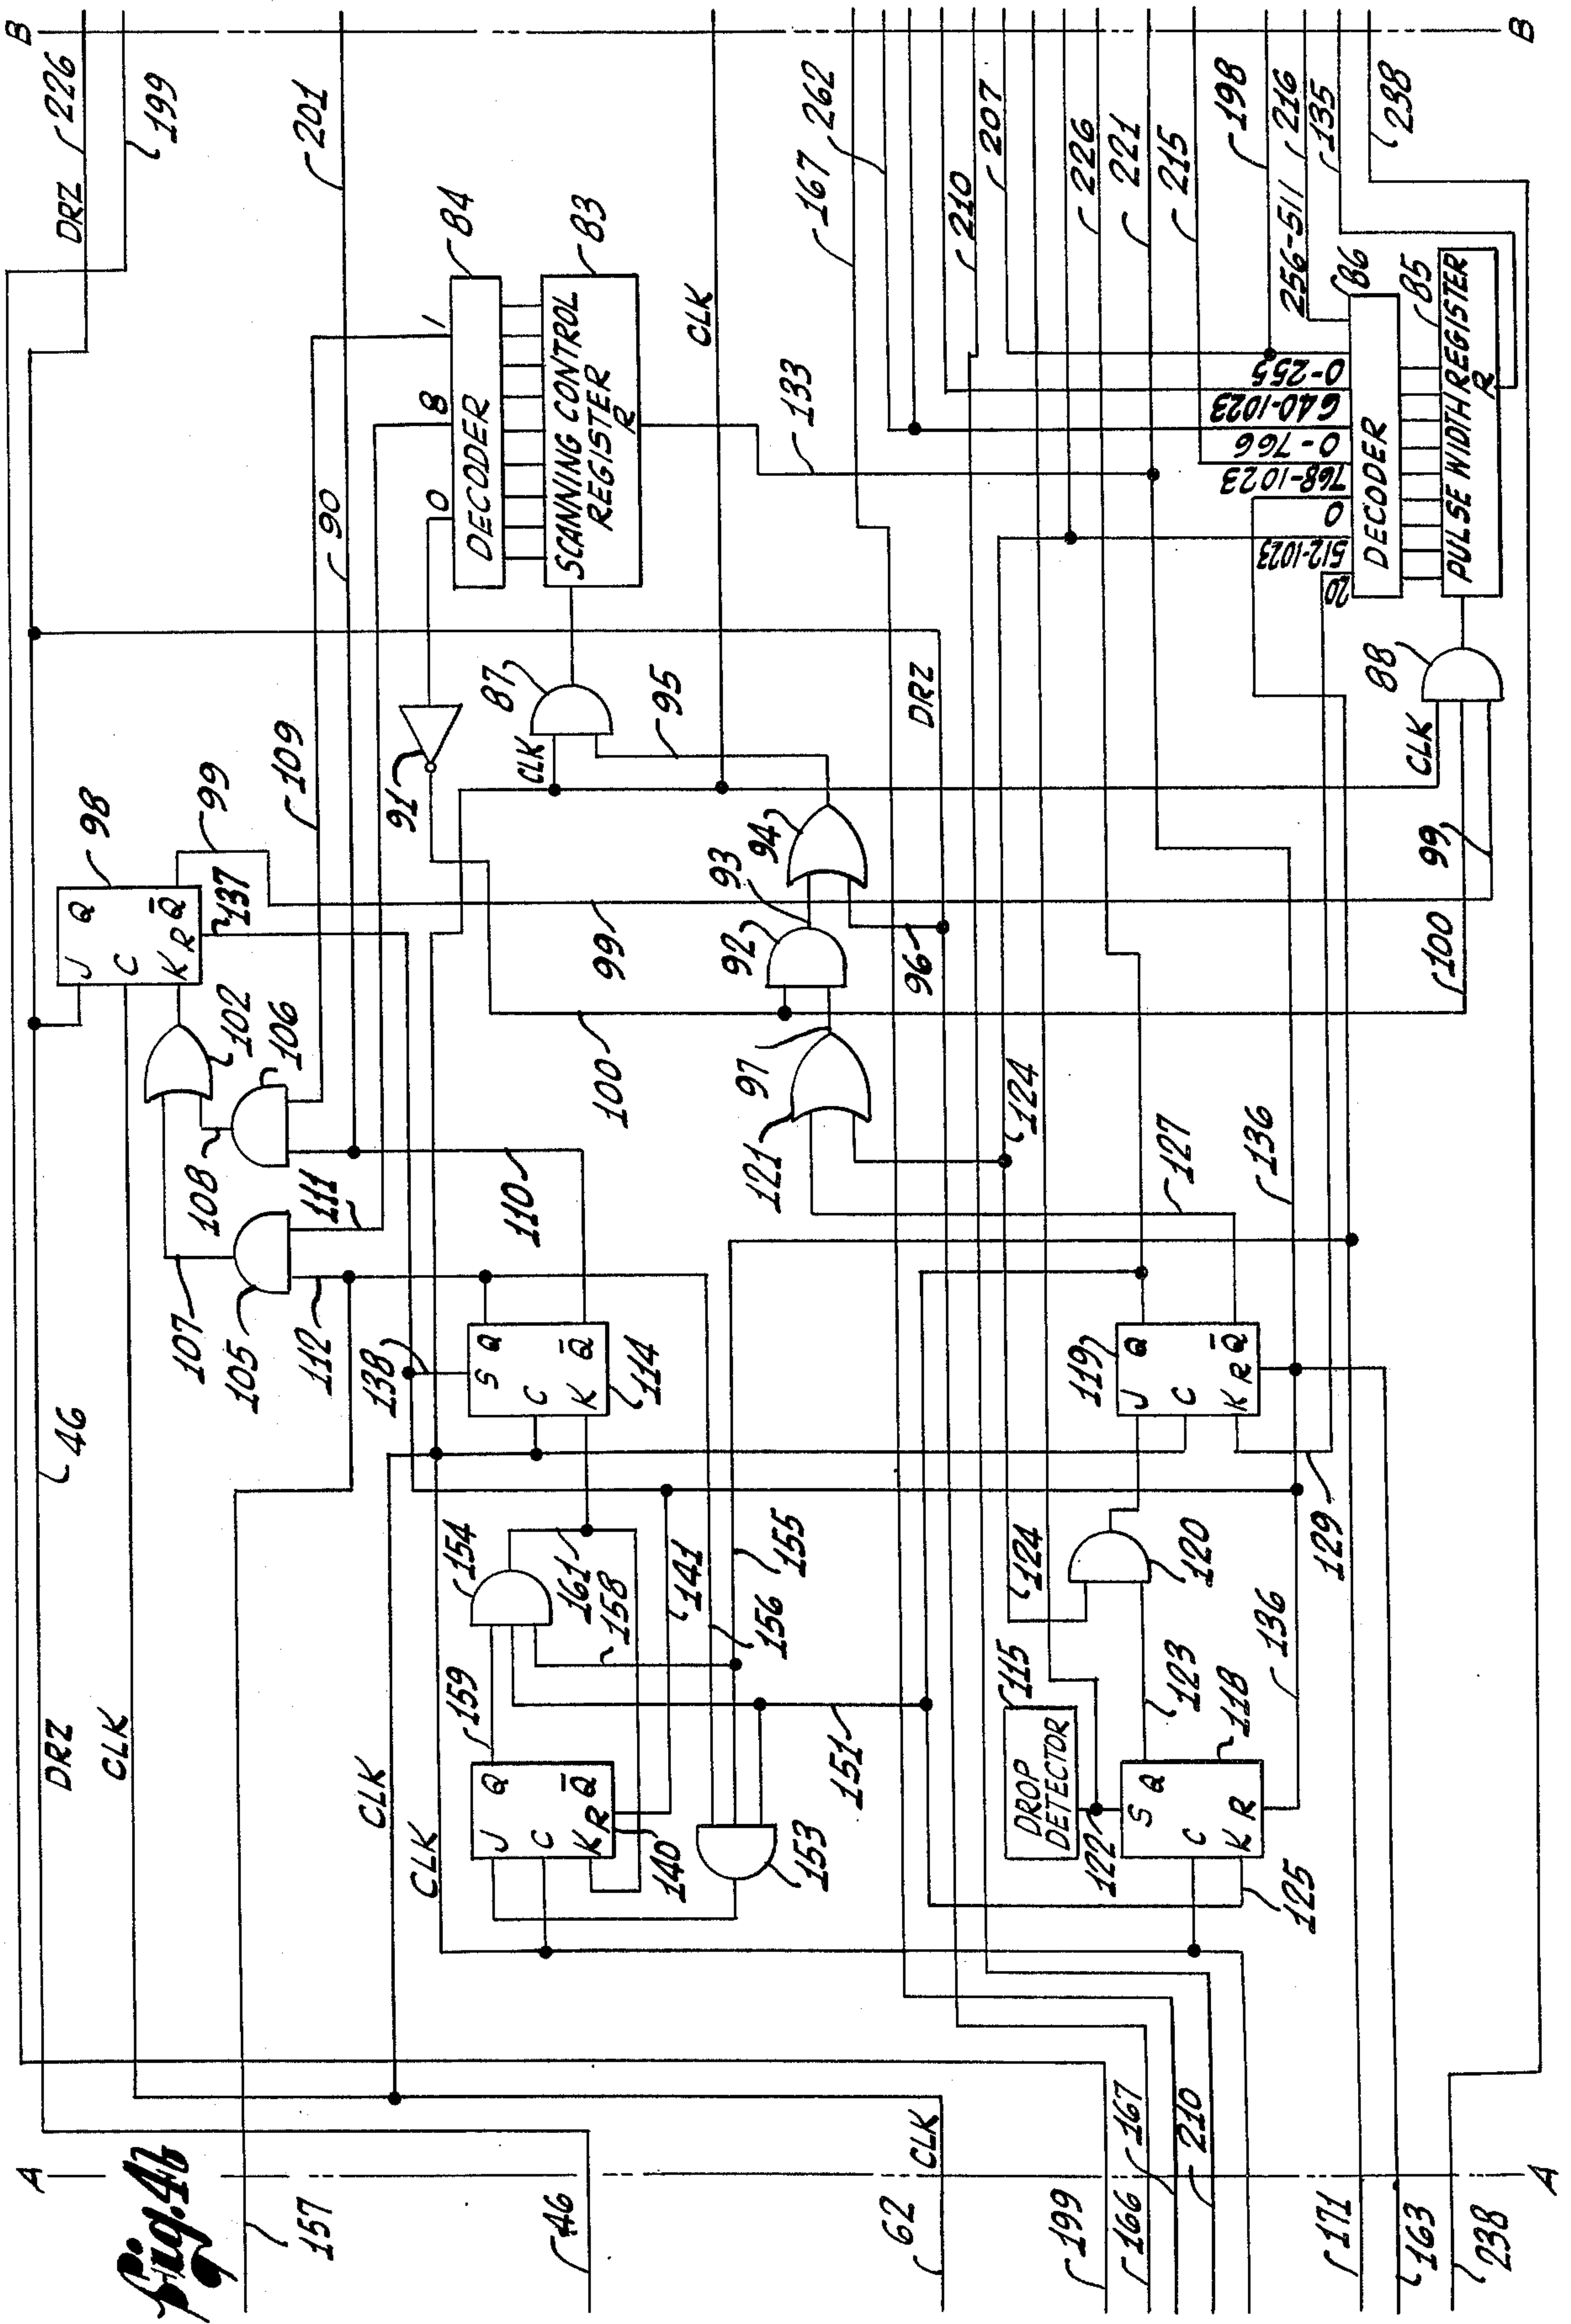 Fig. 4b
A
A
B
B
DRZ
226
199
201
46
DRZ
CLK
157
46
62
CLK
199
166
167
210
171
163
238
98
J
Q
C
K
R
Q̄
99
137
102
106
108
107
105
111
112
110
109
90
84
DECODER
0
8
1
83
SCANNING CONTROL
REGISTER
R
91
87
CLK
95
CLK
133
94
93
92
96
DRZ
99
100
97
121
124
127
136
138
S
Q
C
K
Q̄
114
CLK
CLK
154
161
158
159
141
156
155
J
Q
C
K
R
Q̄
140
153
151
DROP
DETECTOR
115
122
S
Q
C
K
R
118
123
125
136
124
120
129
119
J
Q
C
K
R
Q̄
167
262
210
207
226
221
215
198
216
135
238
256-511
0-255
640-1023
0-766
768-1023
0
512-1023
20
DECODER
86
PULSE WIDTH REGISTER
R
85
88
CLK
99
100